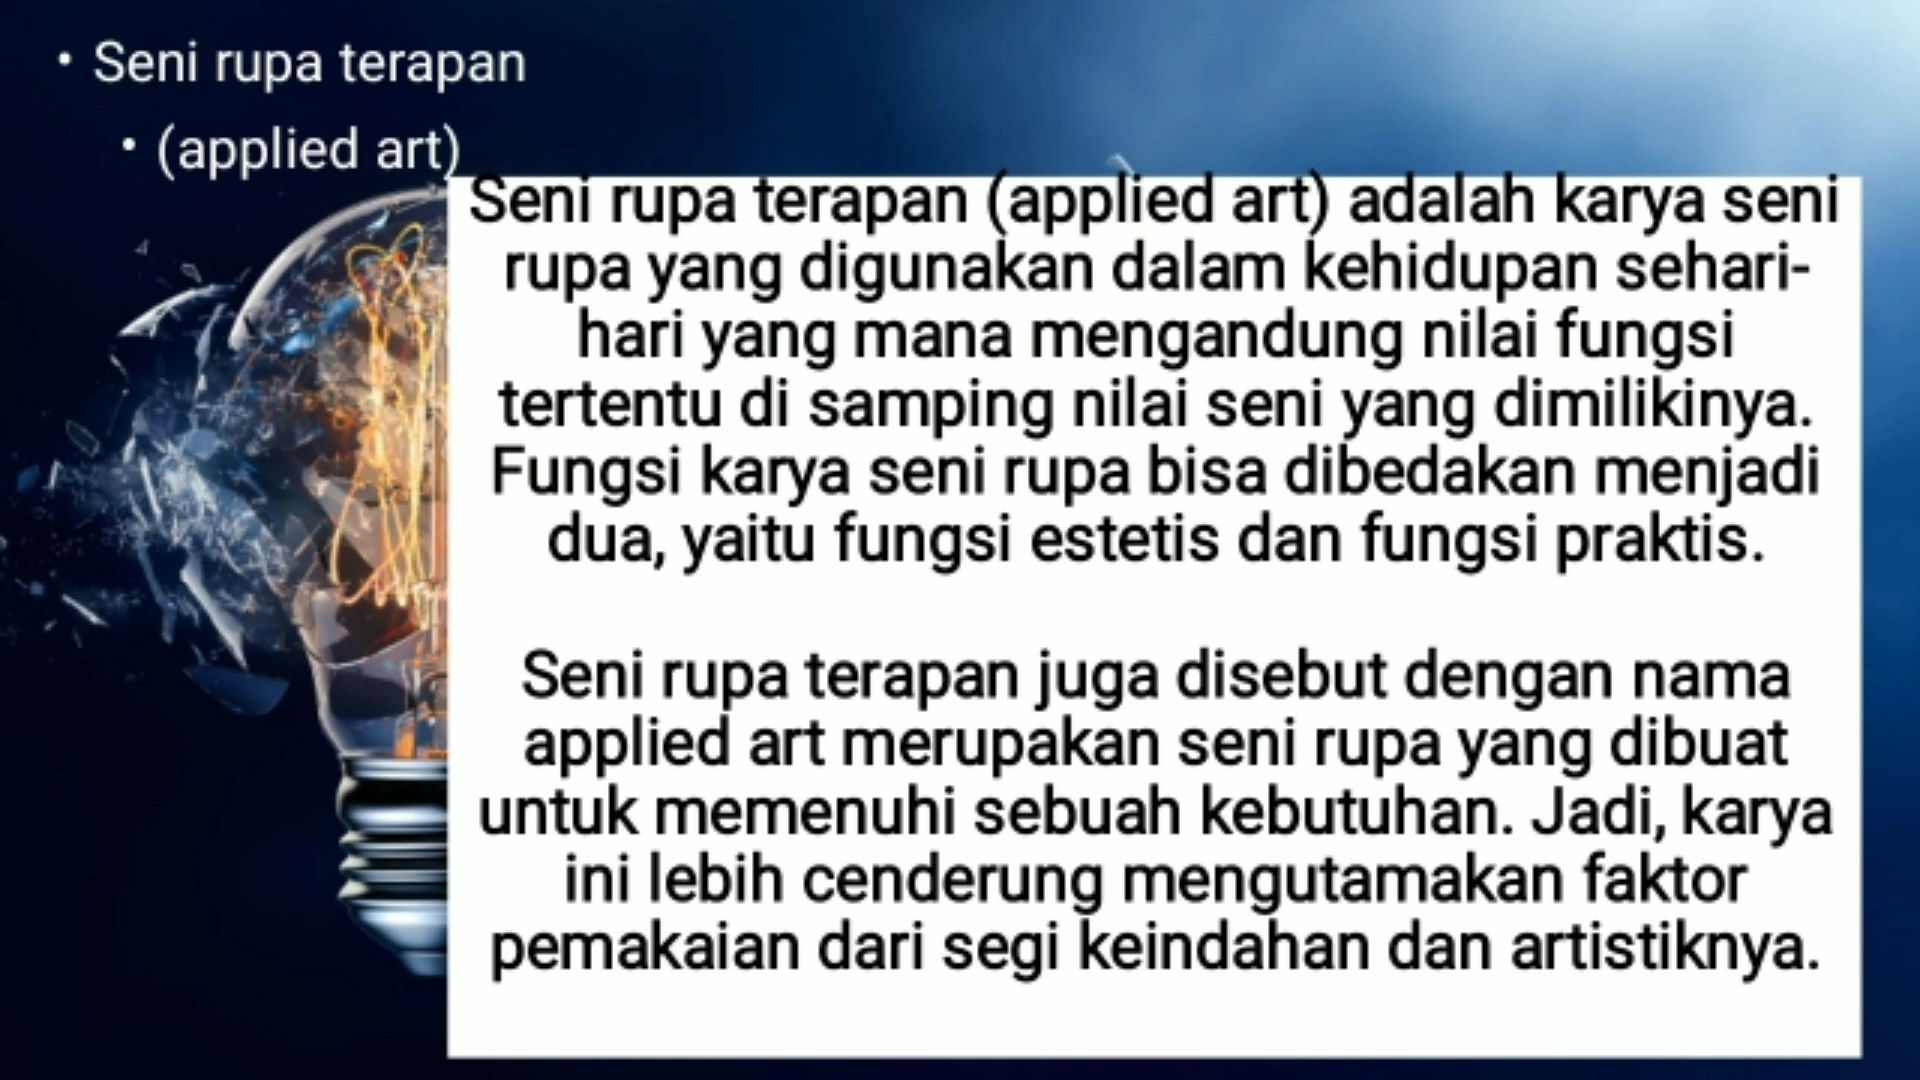 • Seni rupa terapan
• (applied art)
Seni rupa terapan (applied art) adalah karya seni
rupa yang digunakan dalam kehidupan sehari-
hari yang mana mengandung nilai fungsi
tertentu di samping nilai seni yang dimilikinya.
Fungsi karya seni rupa bisa dibedakan menjadi
dua, yaitu fungsi estetis dan fungsi praktis.
Seni rupa terapan juga disebut dengan nama
applied art merupakan seni rupa yang dibuat
untuk memenuhi sebuah kebutuhan. Jadi, karya
ini lebih cenderung mengutamakan faktor
pemakaian dari segi keindahan dan artistiknya.